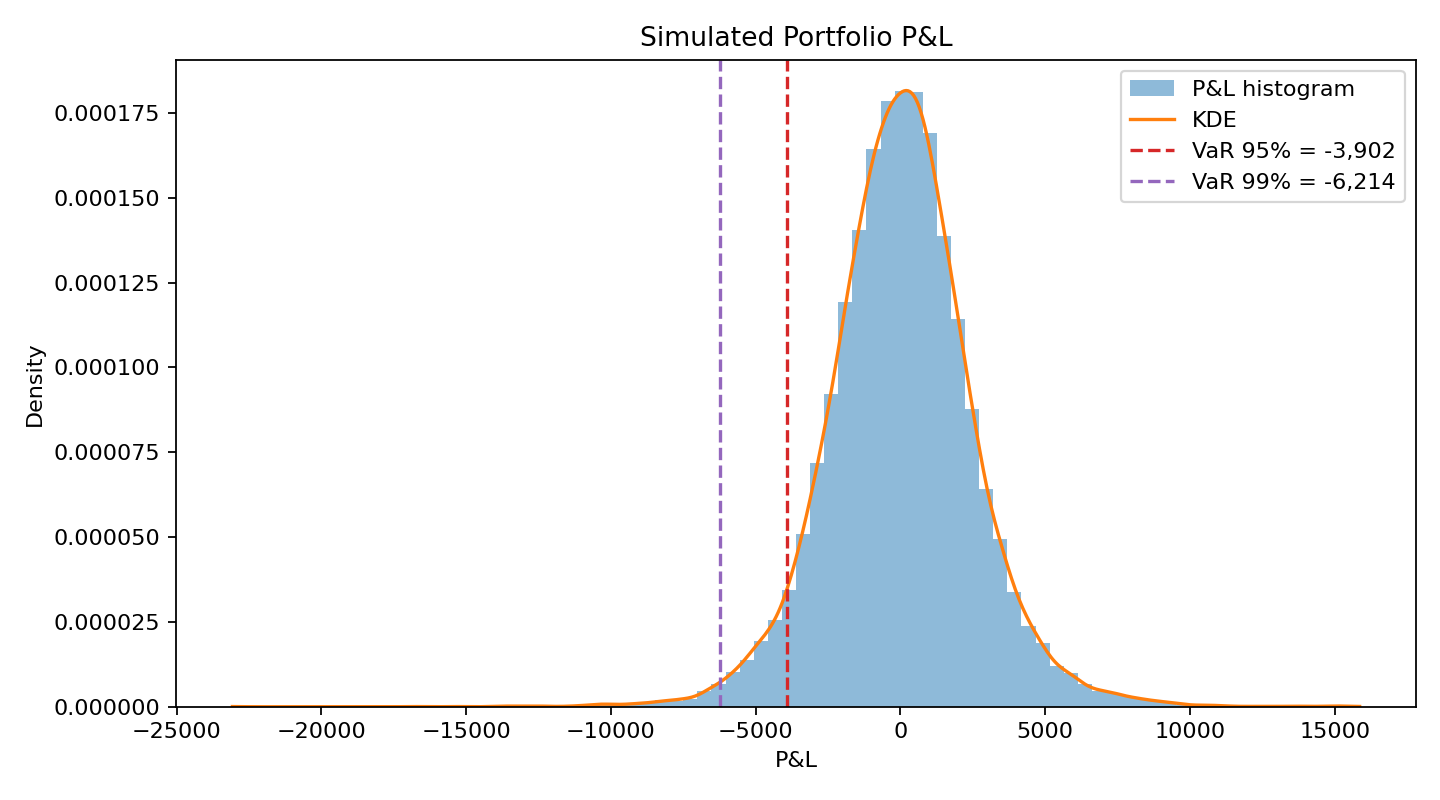 Simulated Portfolio P&L
P&L histogram
KDE
VaR 95% = -3,902
VaR 99% = -6,214
Density
0.000175
0.000150
0.000125
0.000100
0.000075
0.000050
0.000025
0.000000
−25000 −20000 −15000 −10000 −5000 0 5000 10000 15000
P&L